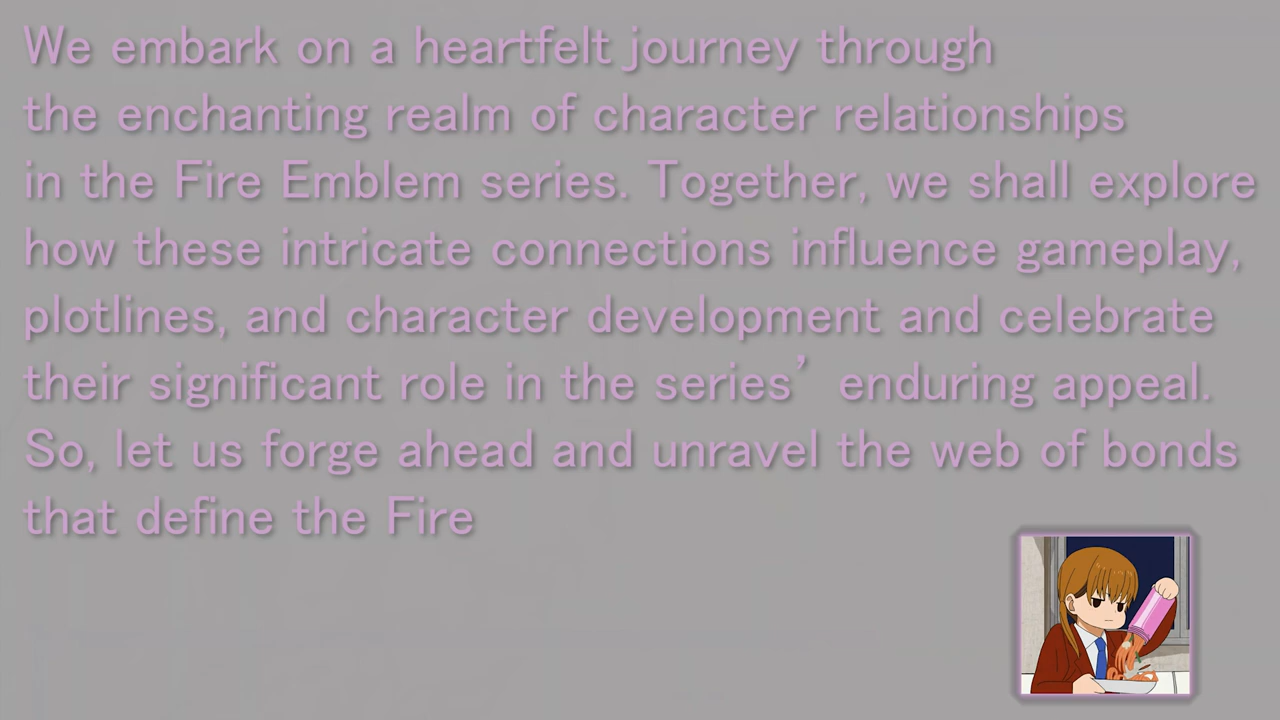 We embark on a heartfelt journey through
the enchanting realm of character relationships
in the Fire Emblem series. Together, we shall explore
how these intricate connections influence gameplay,
plotlines, and character development and celebrate
their significant role in the series’ enduring appeal.
So, let us forge ahead and unravel the web of bonds
that define the Fire